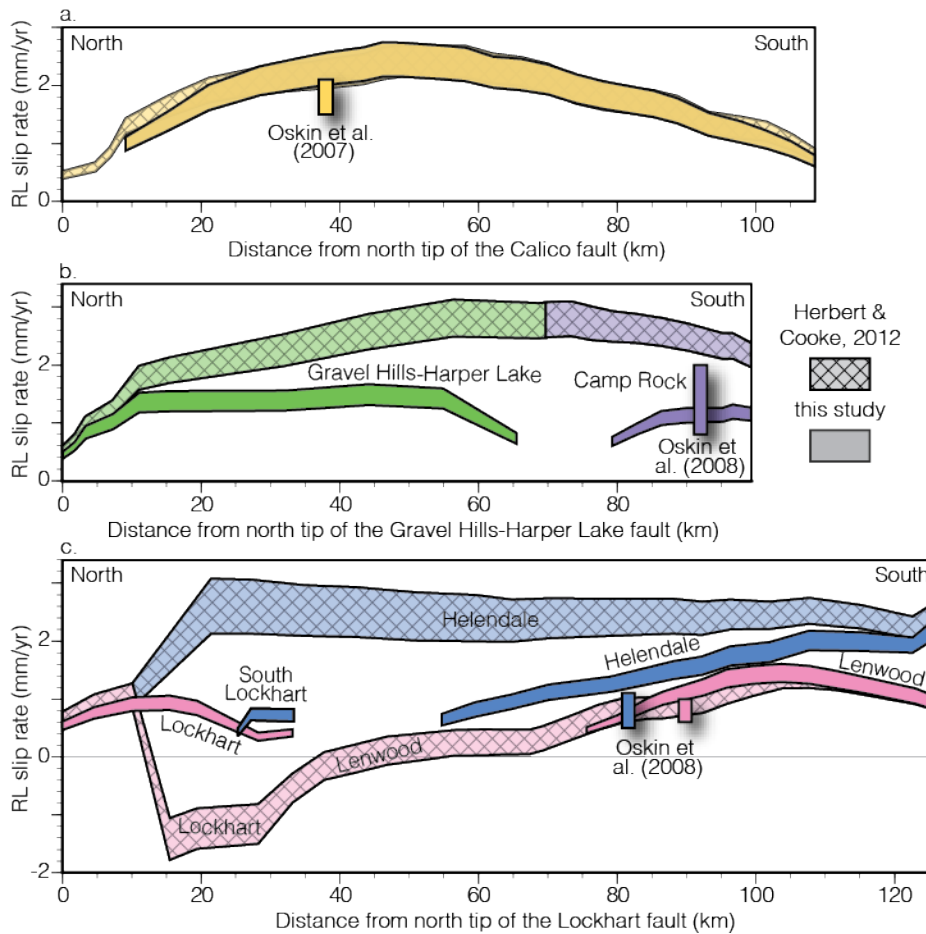 a.
North
South
RL slip rate (mm/yr)
2
0
Oskin et al.
(2007)
0
20
40
60
80
100
Distance from north tip of the Calico fault (km)
b.
North
South
RL slip rate (mm/yr)
2
0
Gravel Hills-Harper Lake
Camp Rock
Oskin et
al. (2008)
0
20
40
60
80
Distance from north tip of the Gravel Hills-Harper Lake fault (km)
Herbert &
Cooke, 2012
this study
c.
North
South
RL slip rate (mm/yr)
2
0
-2
Helendale
Helendale
South
Lockhart
Lenwood
Lockhart
Lenwood
Oskin et
al. (2008)
Lockhart
0
20
40
60
80
100
120
Distance from north tip of the Lockhart fault (km)